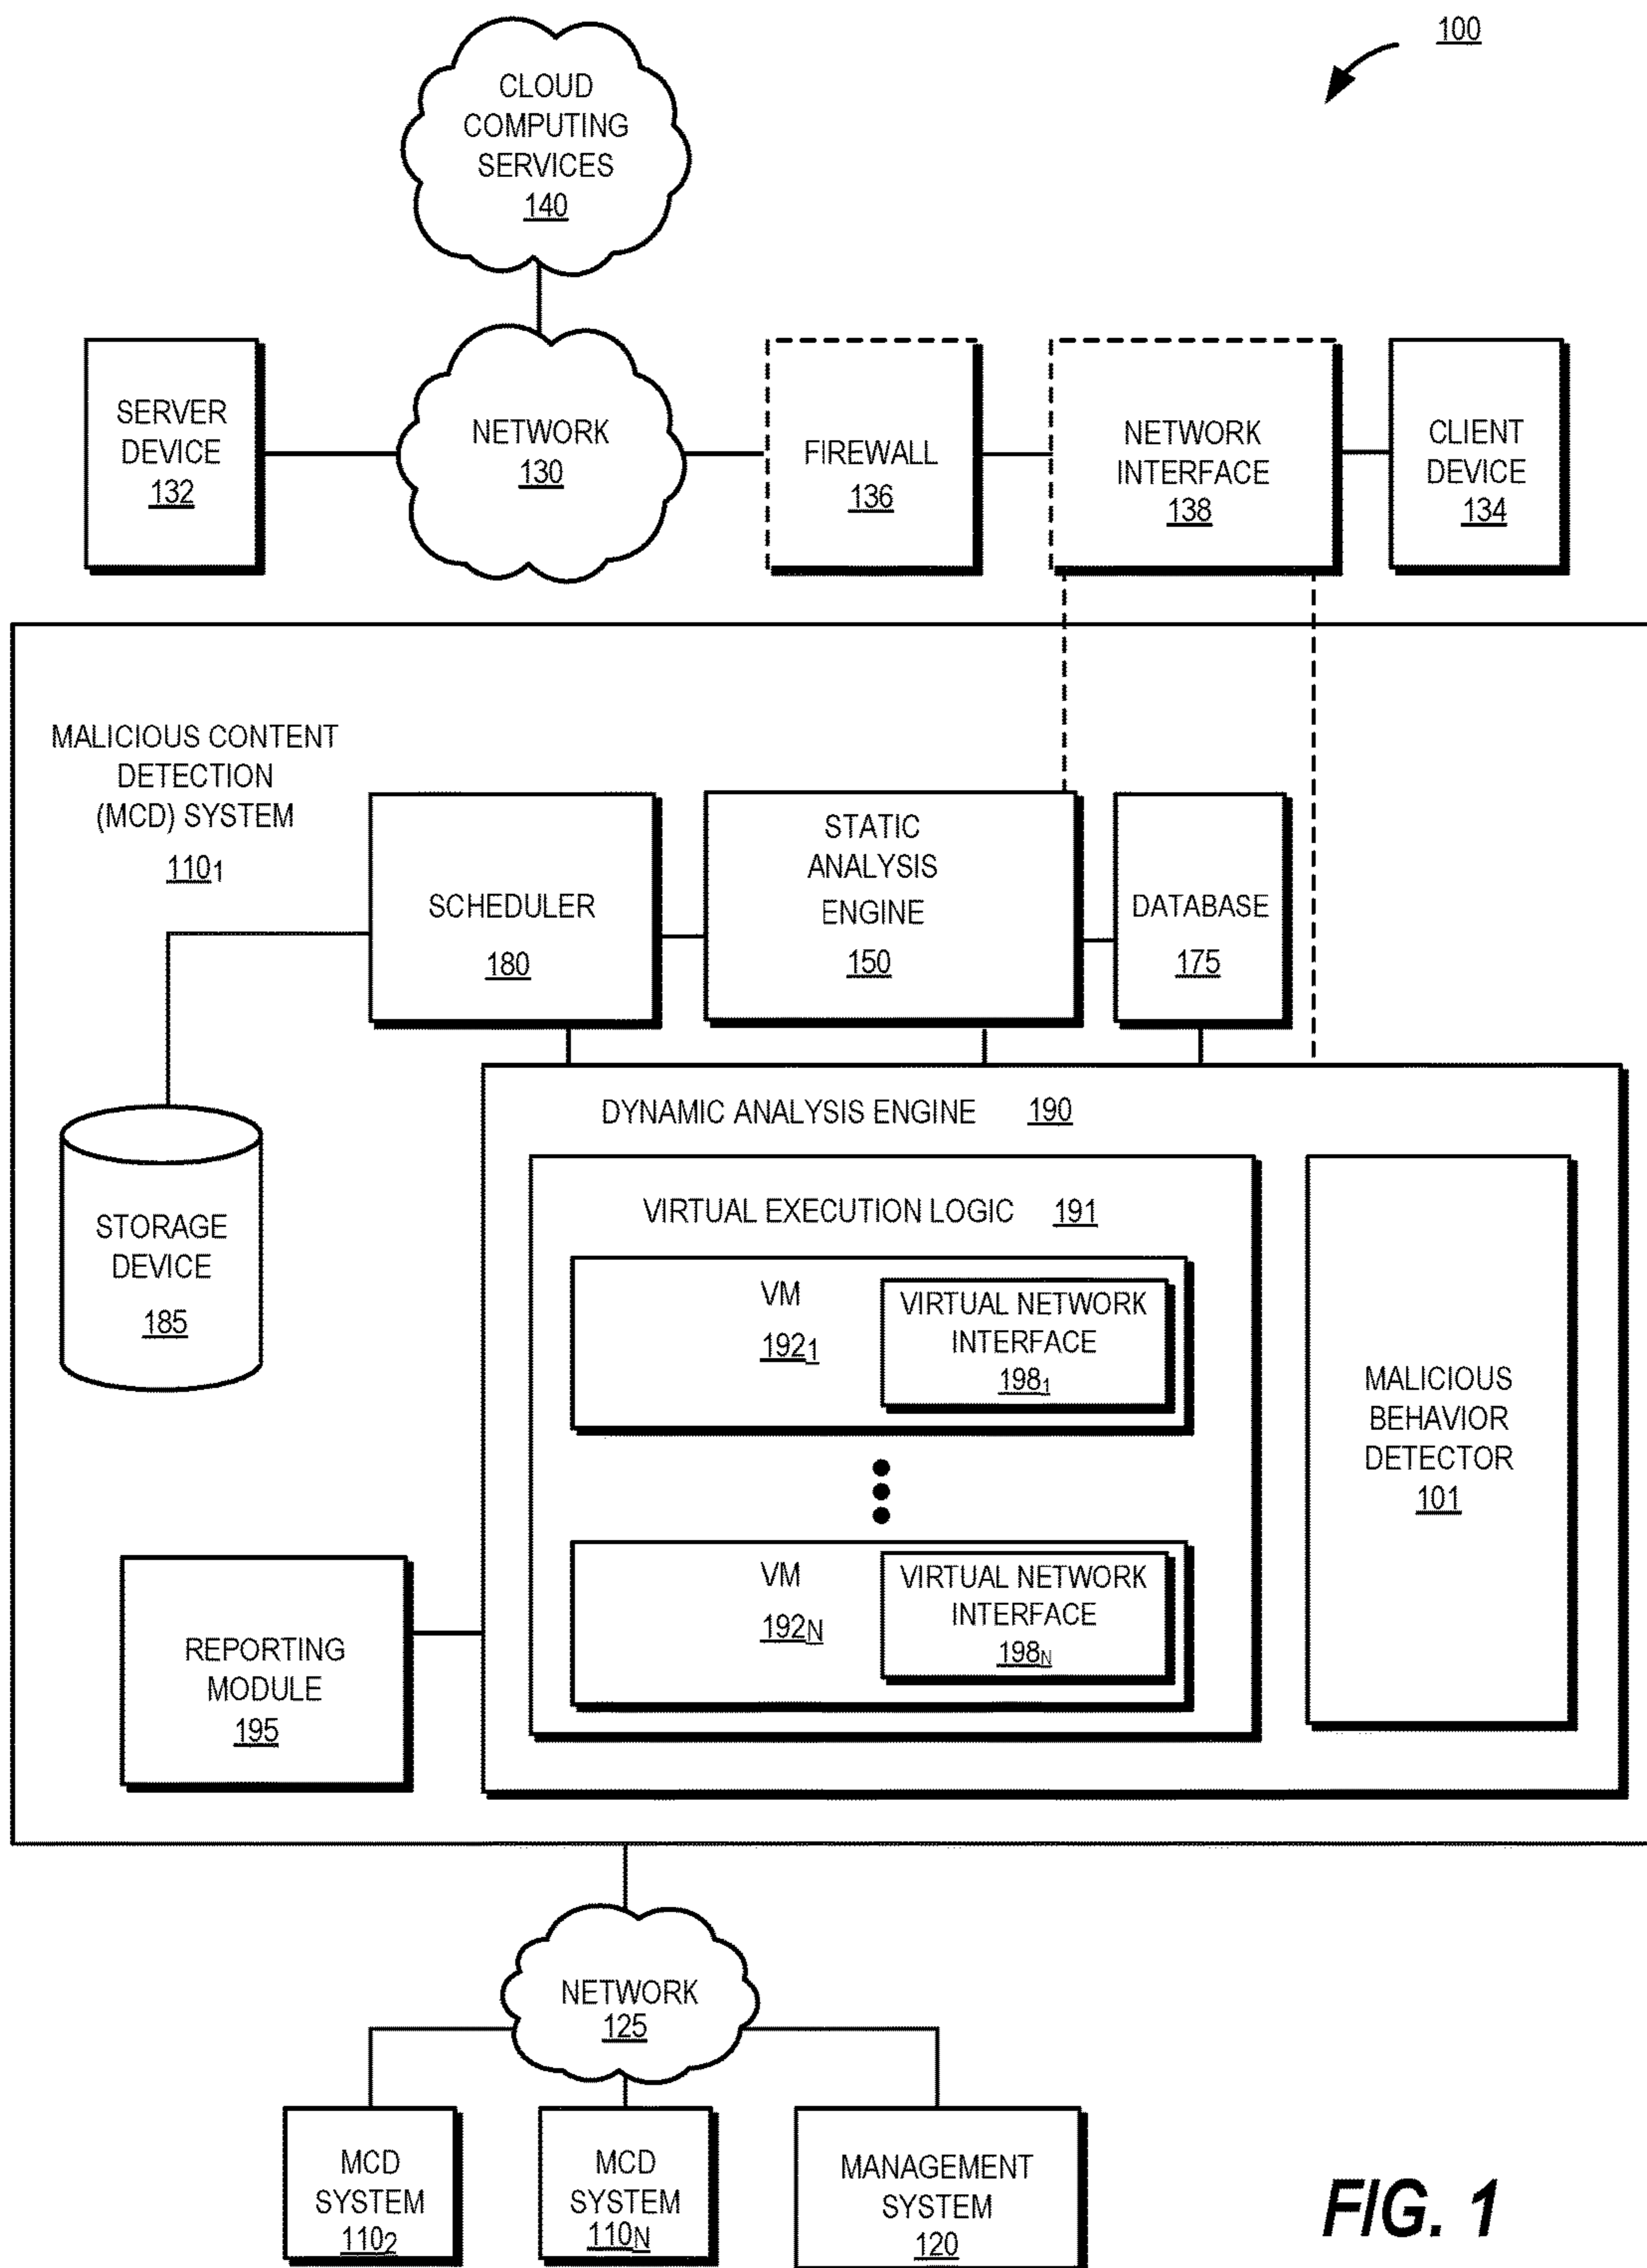 100
CLOUD
COMPUTING
SERVICES
140
SERVER
DEVICE
132
NETWORK
130
FIREWALL
136
NETWORK
INTERFACE
138
CLIENT
DEVICE
134
MALICIOUS CONTENT
DETECTION
(MCD) SYSTEM
110₁
SCHEDULER
180
STATIC
ANALYSIS
ENGINE
150
DATABASE
175
STORAGE
DEVICE
185
DYNAMIC ANALYSIS ENGINE 190
VIRTUAL EXECUTION LOGIC 191
VM
192₁
VIRTUAL NETWORK
INTERFACE
198₁
VM
192N
VIRTUAL NETWORK
INTERFACE
198N
MALICIOUS
BEHAVIOR
DETECTOR
101
REPORTING
MODULE
195
NETWORK
125
MCD
SYSTEM
110₂
MCD
SYSTEM
110N
MANAGEMENT
SYSTEM
120
FIG. 1